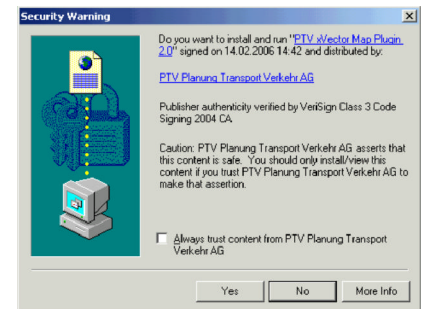 Security Warning
Do you want to install and run "PTV xVector Map Plugin
2.0" signed on 14.02.2006 14:42 and distributed by:
PTV Planung Transport Verkehr AG
Publisher authenticity verified by VeriSign Class 3 Code
Signing 2004 CA
Caution: PTV Planung Transport Verkehr AG asserts that
this content is safe. You should only install/view this
content if you trust PTV Planung Transport Verkehr AG to
make that assertion.
Always trust content from PTV Planung Transport
Verkehr AG
Yes No More Info